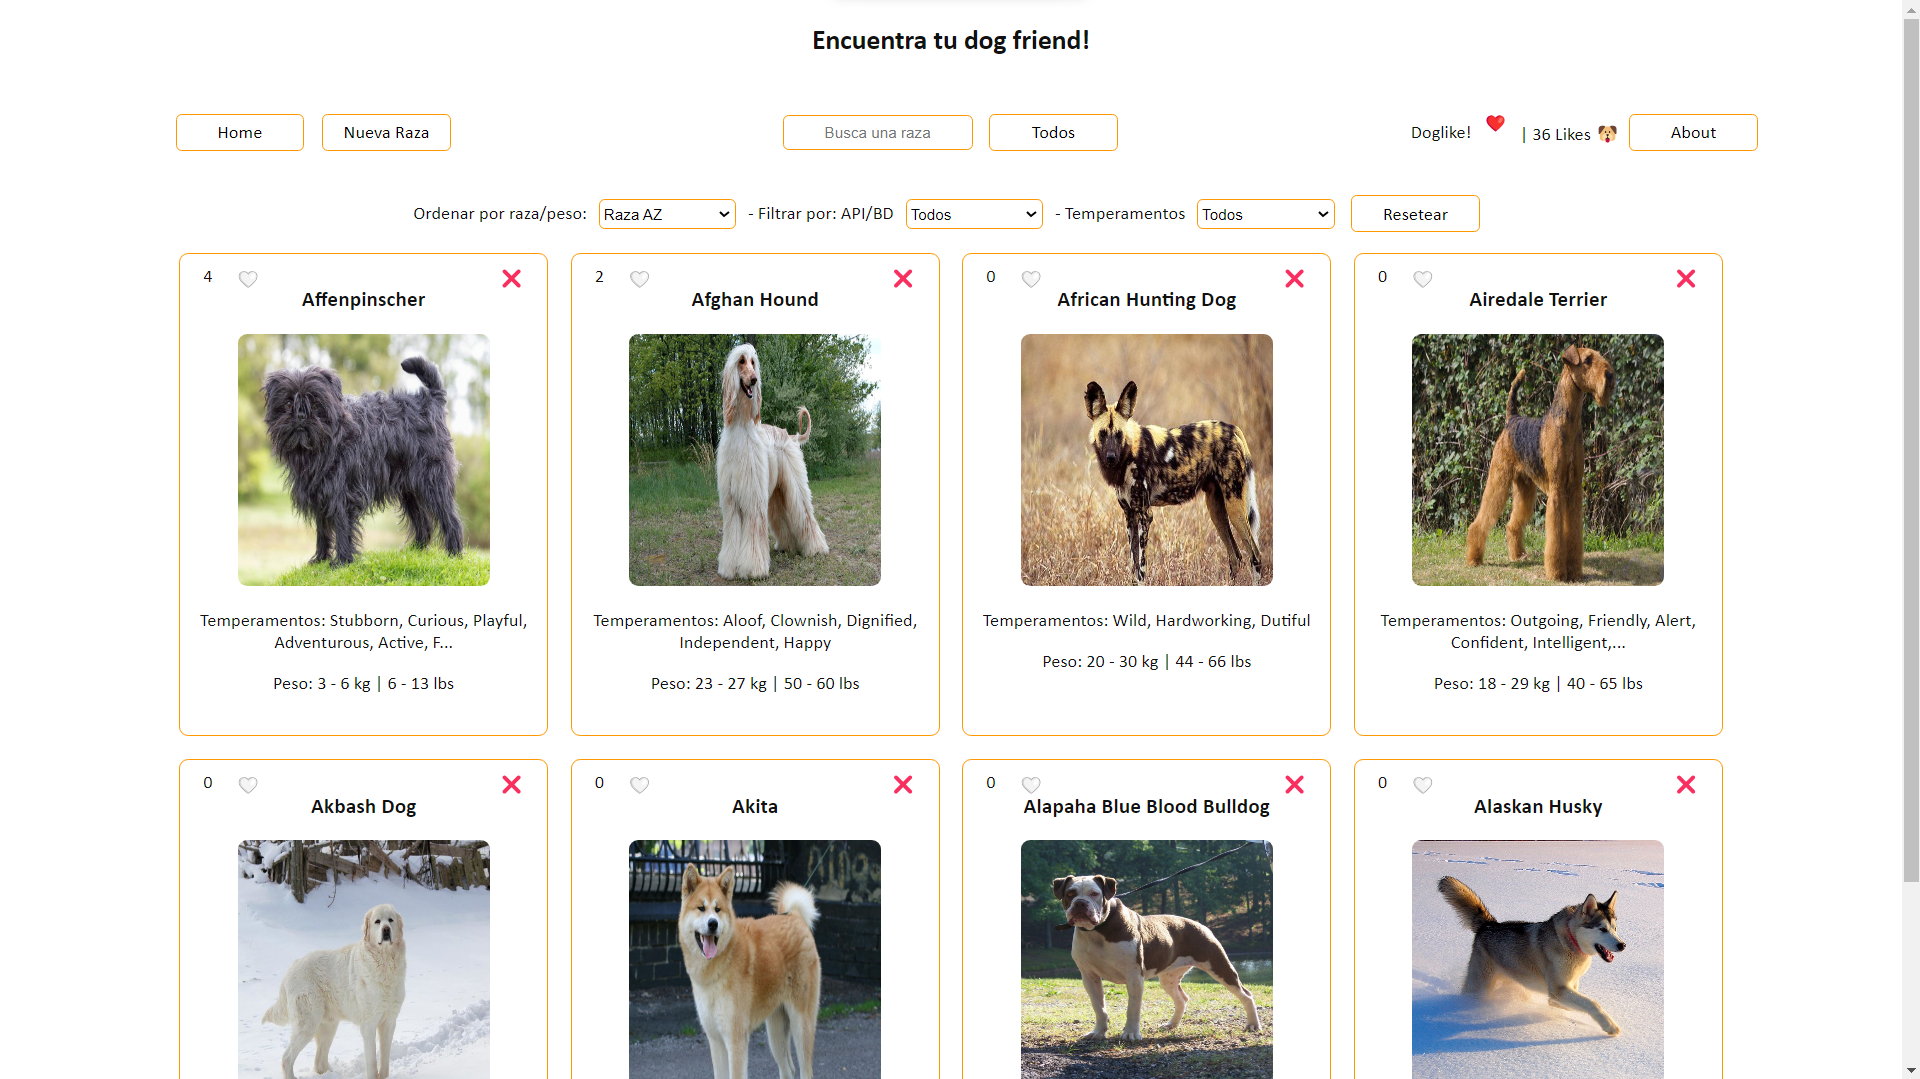 Encuentra tu dog friend!
Home
Nueva Raza
Busca una raza
Todos
Doglike!
| 36 Likes
About
Ordenar por raza/peso:
Raza AZ
- Filtrar por: API/BD
Todos
- Temperamentos
Todos
Resetear
4
Affenpinscher
Temperamentos: Stubborn, Curious, Playful,
Adventurous, Active, F...
Peso: 3 - 6 kg | 6 - 13 lbs
2
Afghan Hound
Temperamentos: Aloof, Clownish, Dignified,
Independent, Happy
Peso: 23 - 27 kg | 50 - 60 lbs
0
African Hunting Dog
Temperamentos: Wild, Hardworking, Dutiful
Peso: 20 - 30 kg | 44 - 66 lbs
0
Airedale Terrier
Temperamentos: Outgoing, Friendly, Alert,
Confident, Intelligent,...
Peso: 18 - 29 kg | 40 - 65 lbs
0
Akbash Dog
0
Akita
0
Alapaha Blue Blood Bulldog
0
Alaskan Husky